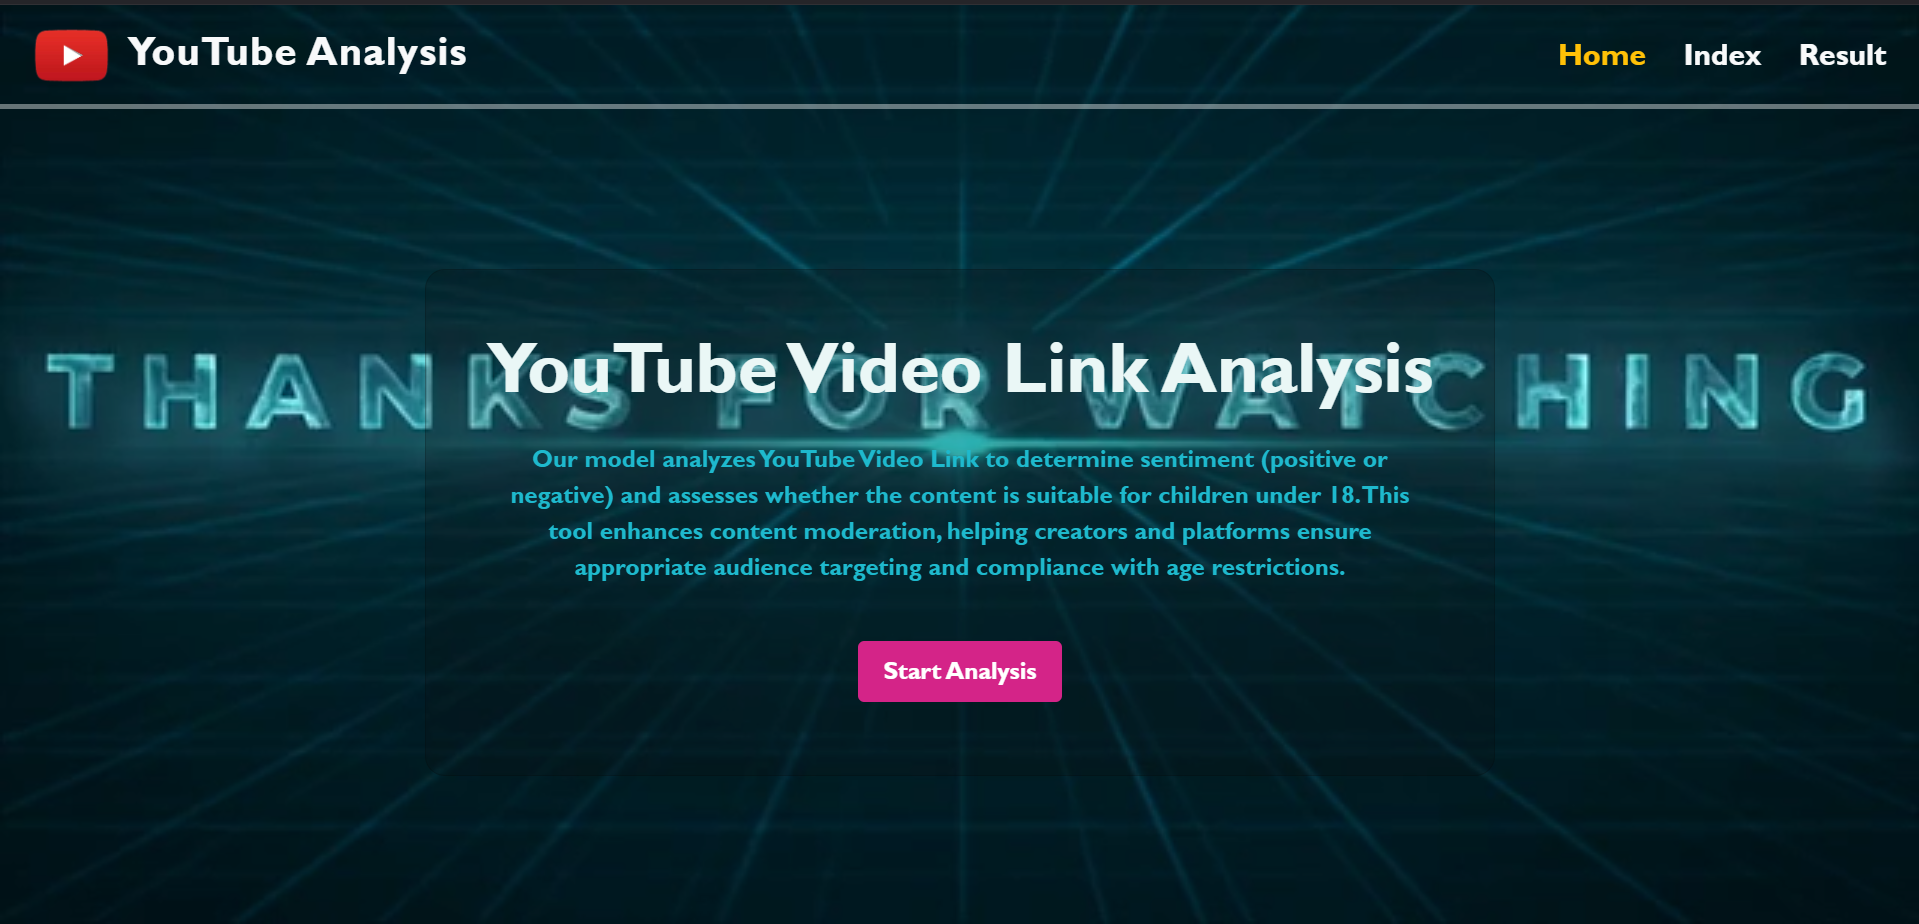 YouTube Analysis
Home Index Result
THANKS FOR WATCHING
YouTube Video Link Analysis
Our model analyzes YouTube Video Link to determine sentiment (positive or
negative) and assesses whether the content is suitable for children under 18. This
tool enhances content moderation, helping creators and platforms ensure
appropriate audience targeting and compliance with age restrictions.
Start Analysis